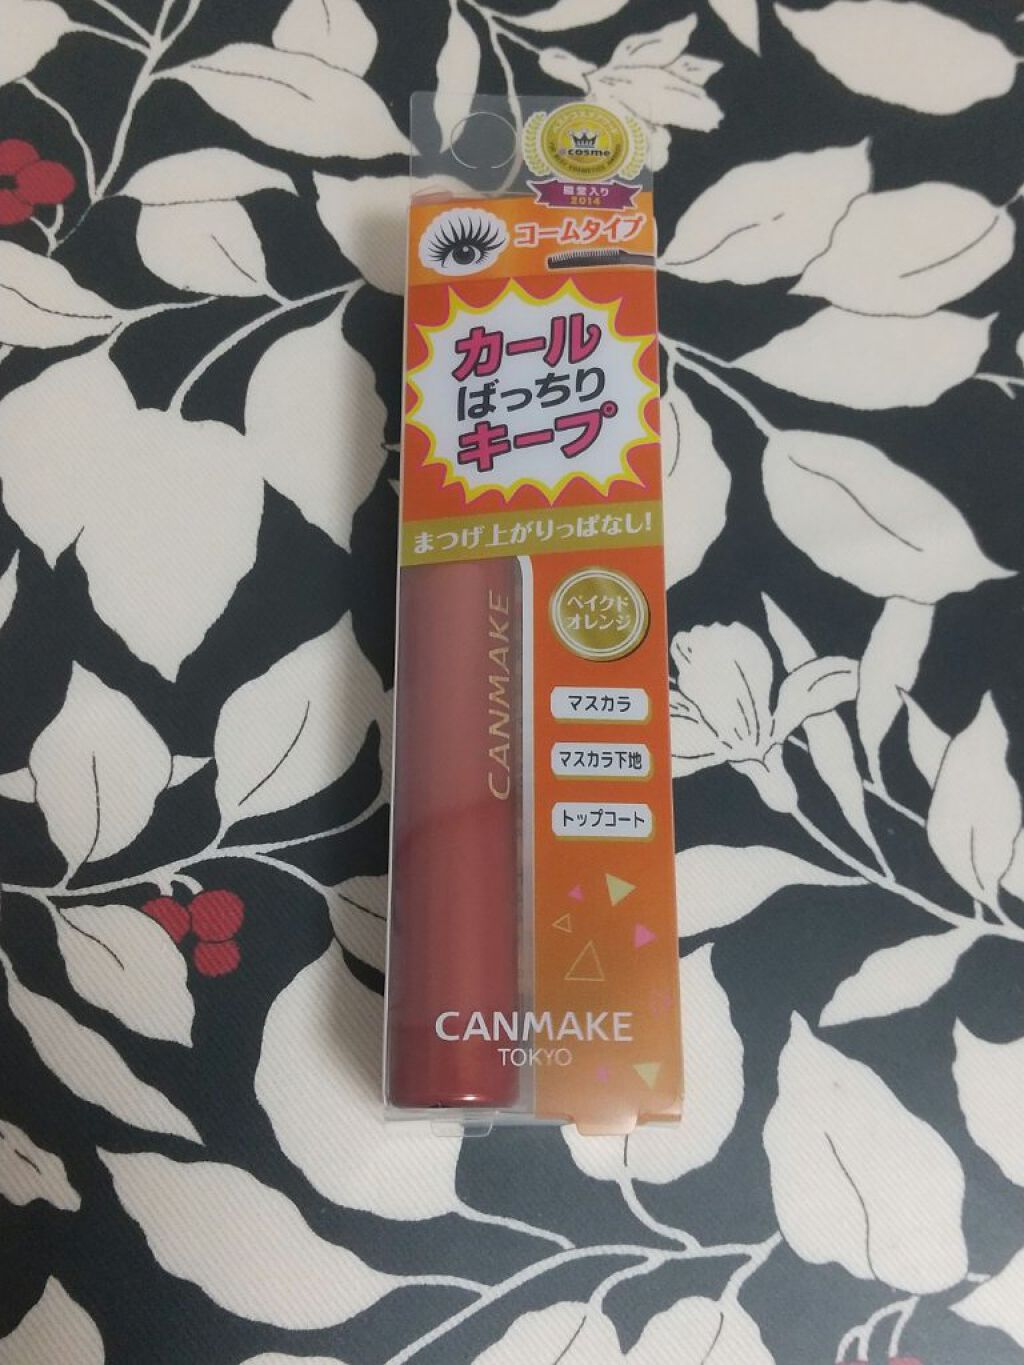 @cosme
殿堂入り
2014
コームタイプ
カール
ばっちり
キープ
まつげ上がりっぱなし!
CANMAKE
ベイクド
オレンジ
マスカラ
マスカラ下地
トップコート
CANMAKE
TOKYO